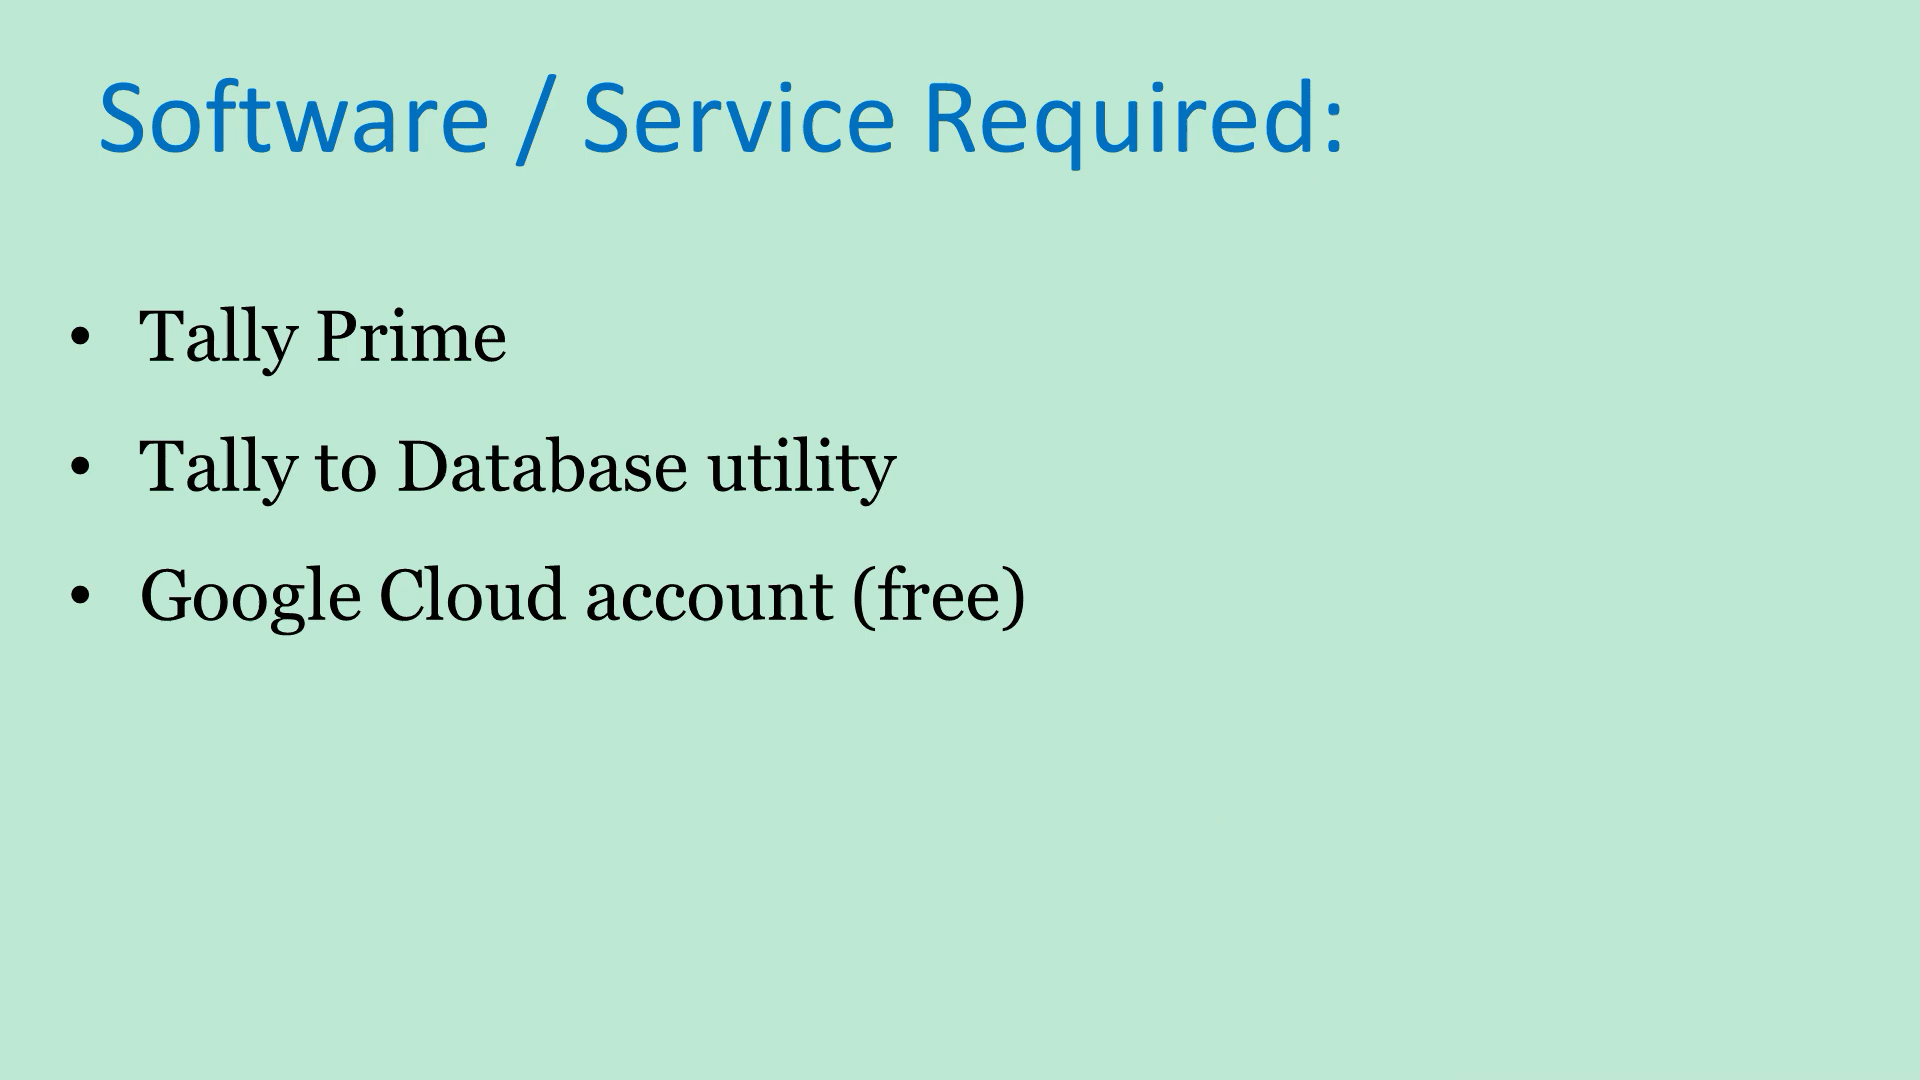 Software / Service Required:
• Tally Prime
• Tally to Database utility
• Google Cloud account (free)